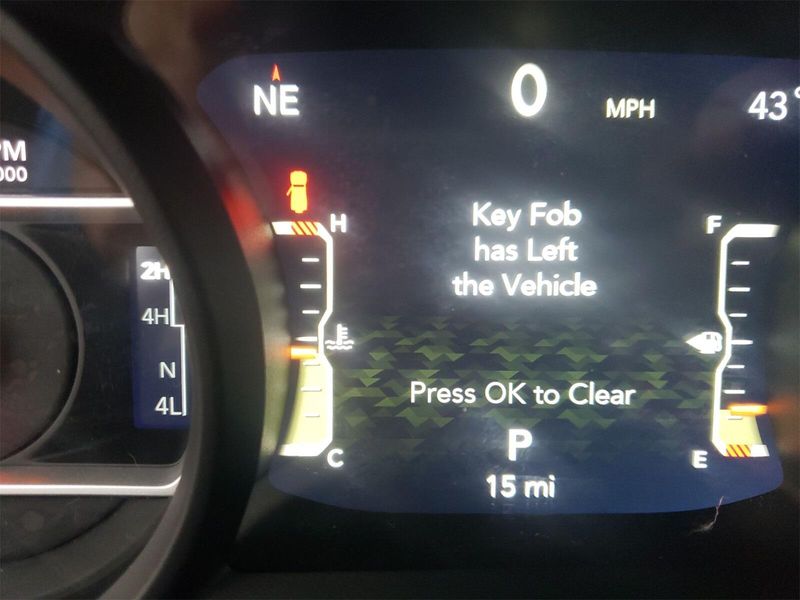 NE
0
MPH
43°
PM
000
Key Fob
has Left
the Vehicle
H
F
2H
4H
N
4L
Press OK to Clear
C
P
E
15 mi